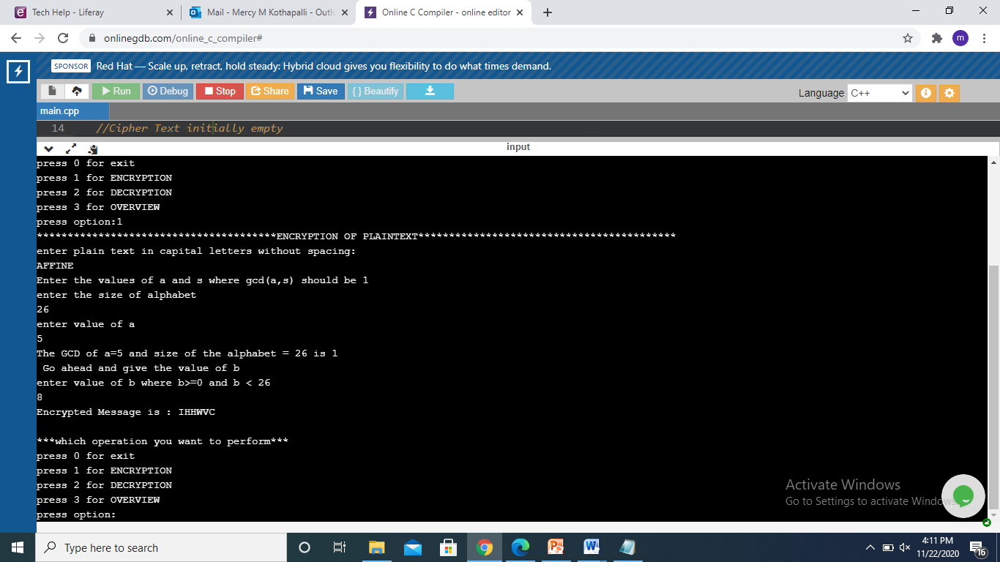 Tech Help - Liferay
Mail - Mercy M Kothapalli - Outl
Online C Compiler - online editor
onlinegdb.com/online_c_compiler#
m
SPONSOR Red Hat — Scale up, retract, hold steady: Hybrid cloud gives you flexibility to do what times demand.
Run Debug Stop Share Save { } Beautify
Language C++
main.cpp
14 //Cipher Text initially empty
input
press 0 for exit
press 1 for ENCRYPTION
press 2 for DECRYPTION
press 3 for OVERVIEW
press option:1
***************************************ENCRYPTION OF PLAINTEXT******************************************
enter plain text in capital letters without spacing:
AFFINE
Enter the values of a and s where gcd(a,s) should be 1
enter the size of alphabet
26
enter value of a
5
The GCD of a=5 and size of the alphabet = 26 is 1
Go ahead and give the value of b
enter value of b where b>=0 and b < 26
8
Encrypted Message is : IHHWVC
***which operation you want to perform***
press 0 for exit
press 1 for ENCRYPTION
press 2 for DECRYPTION
press 3 for OVERVIEW
press option:
Activate Windows
Go to Settings to activate Windows.
Type here to search
4:11 PM
11/22/2020
16